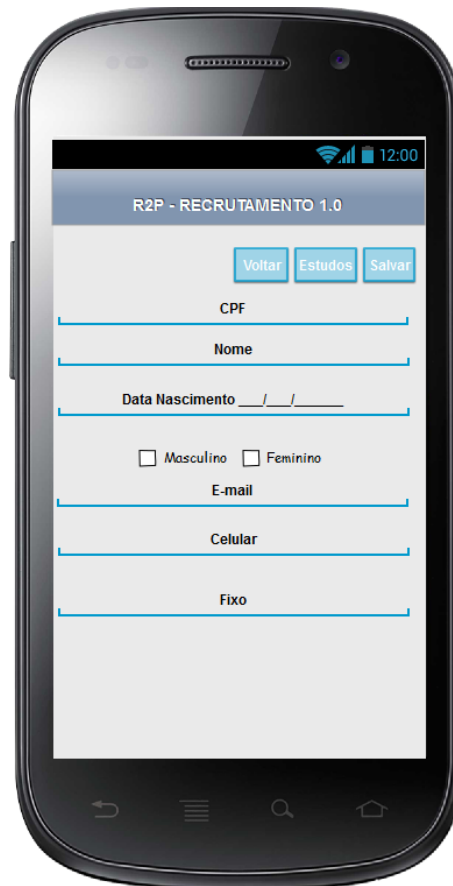 12:00
R2P - RECRUTAMENTO 1.0
Voltar Estudos Salvar
CPF
Nome
Data Nascimento ___/___/______
Masculino Feminino
E-mail
Celular
Fixo